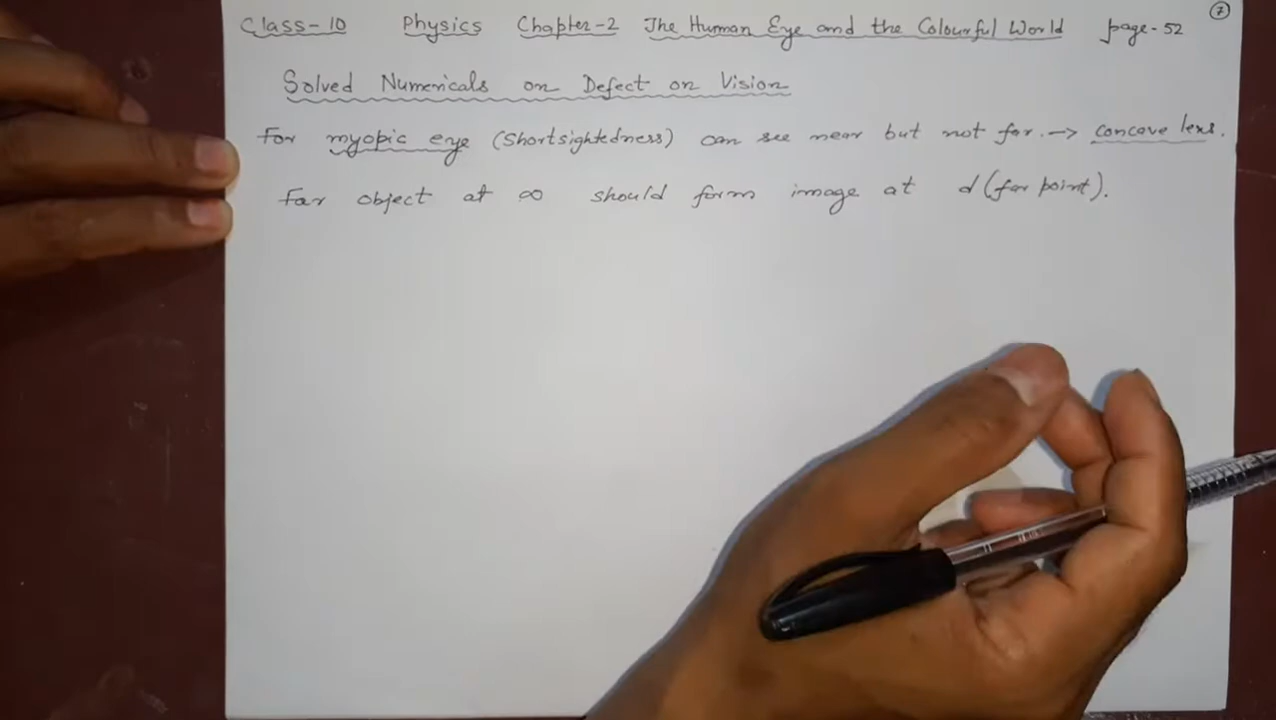 Class-10 Physics Chapter-2 The Human Eye and the Colourful World page-52 7
Solved Numericals on Defect on Vision
For myopic eye (shortsightedness) can see near but not far. → concave lens.
Far object at ∞ should form image at d (far point).